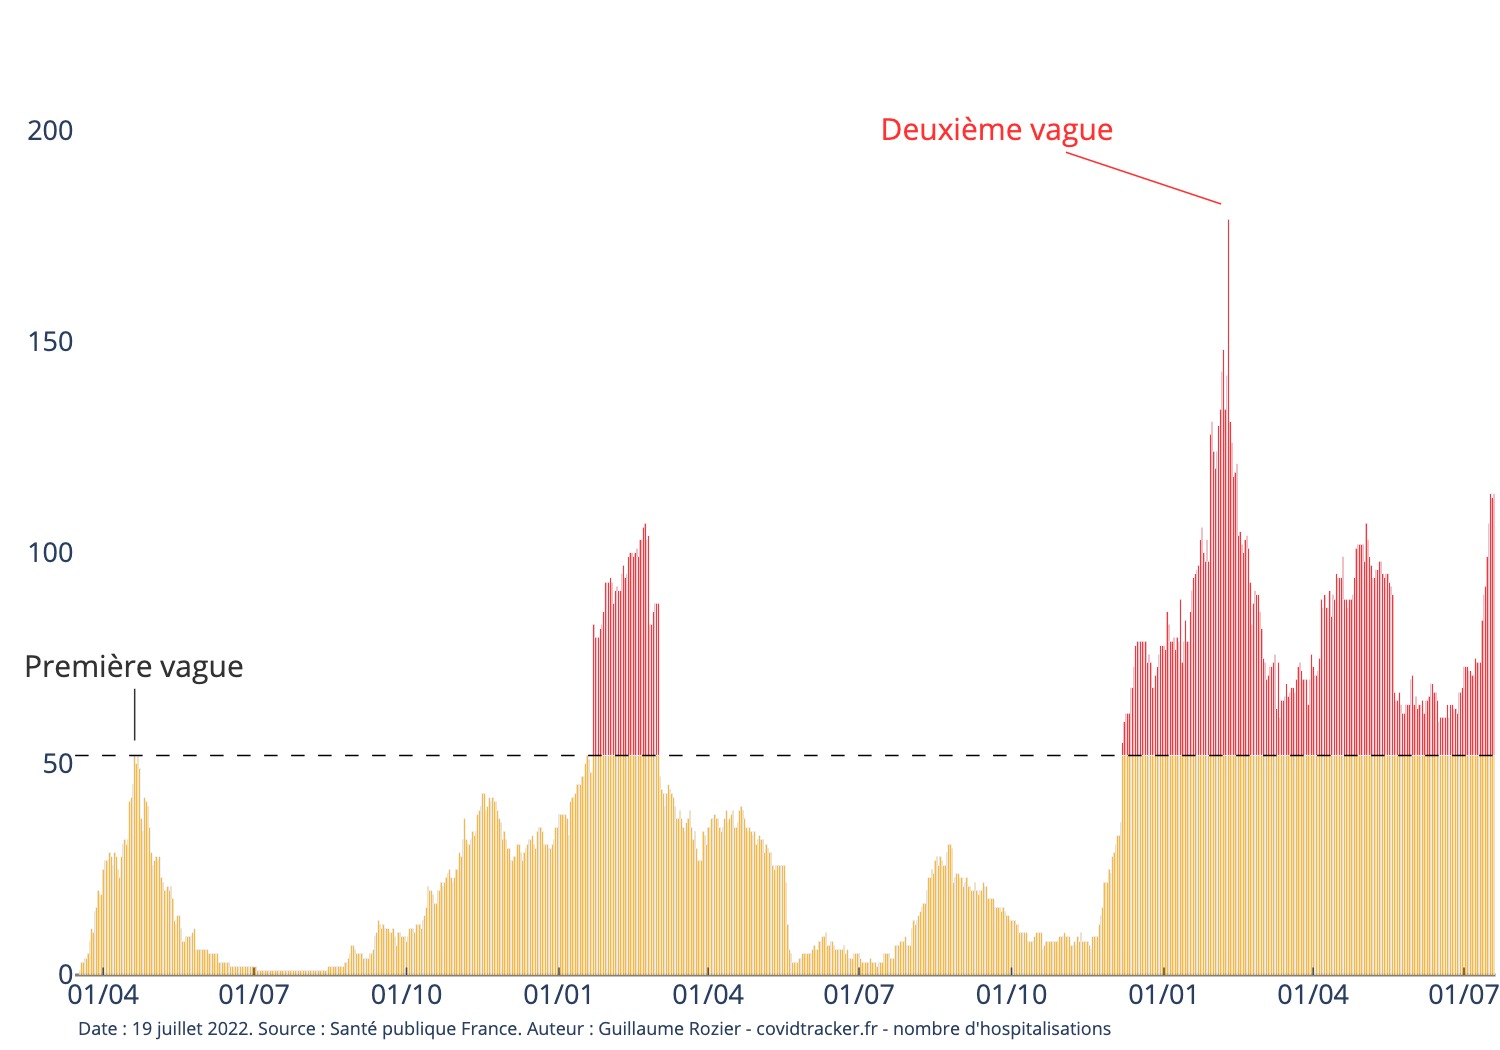 200
Deuxième vague
150
100
Première vague
50
0
01/04 01/07 01/10 01/01 01/04 01/07 01/10 01/01 01/04 01/07
Date : 19 juillet 2022. Source : Santé publique France. Auteur : Guillaume Rozier - covidtracker.fr - nombre d'hospitalisations